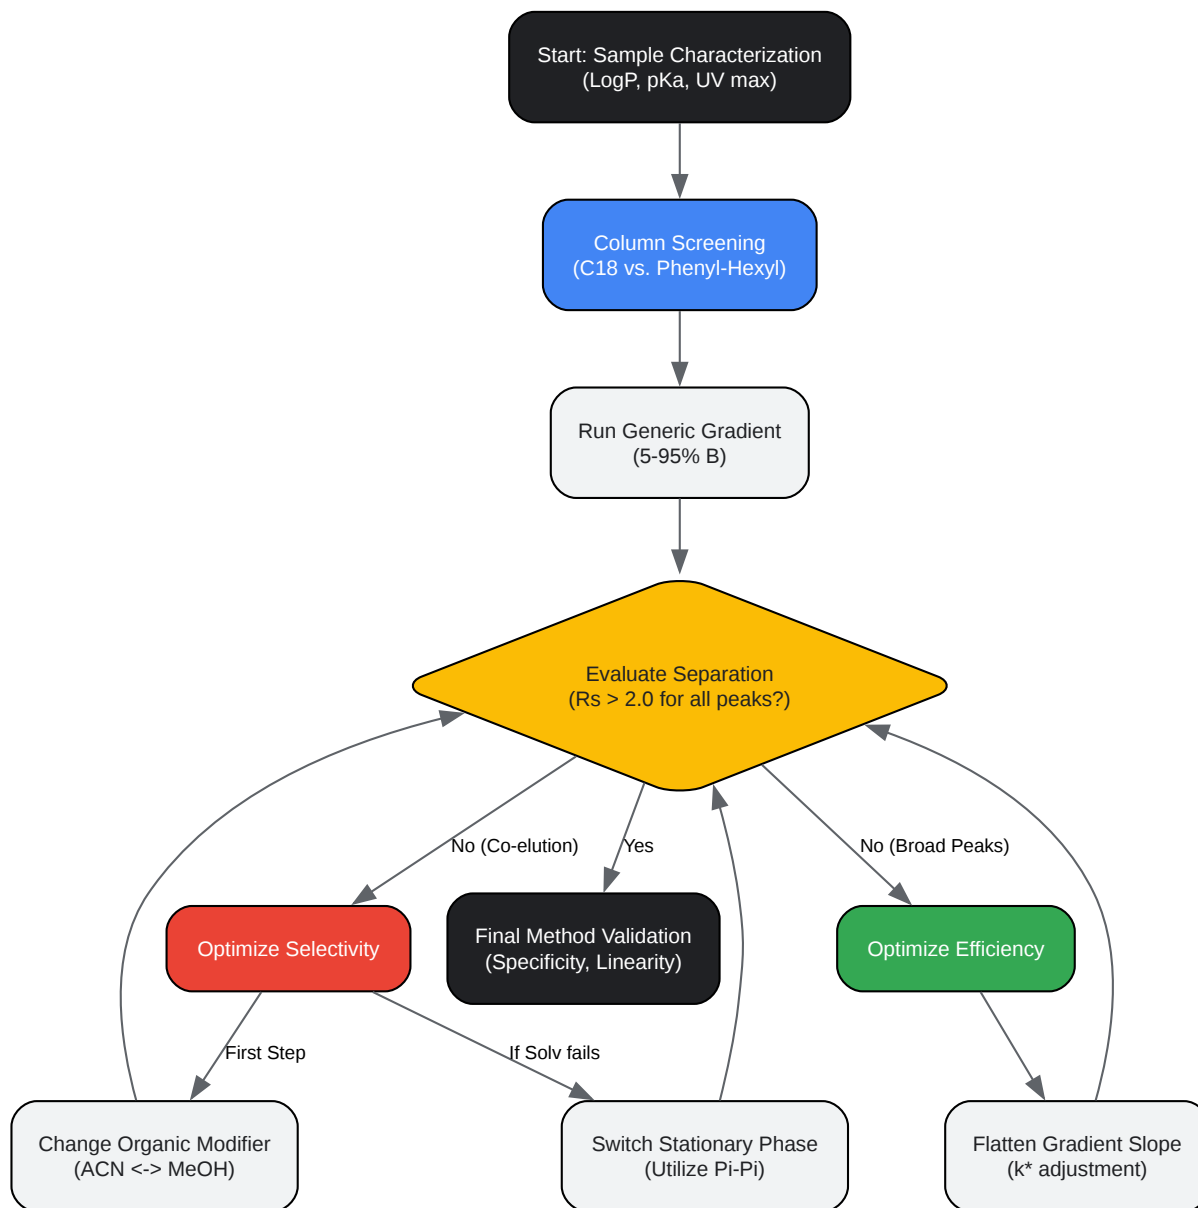 Start: Sample Characterization
(LogP, pKa, UV max)
Column Screening
(C18 vs. Phenyl-Hexyl)
Run Generic Gradient
(5-95% B)
Evaluate Separation
(Rs > 2.0 for all peaks?)
No (Co-elution)
Yes
No (Broad Peaks)
Optimize Selectivity
Final Method Validation
(Specificity, Linearity)
Optimize Efficiency
First Step
If Solv fails
Change Organic Modifier
(ACN <-> MeOH)
Switch Stationary Phase
(Utilize Pi-Pi)
Flatten Gradient Slope
(k* adjustment)